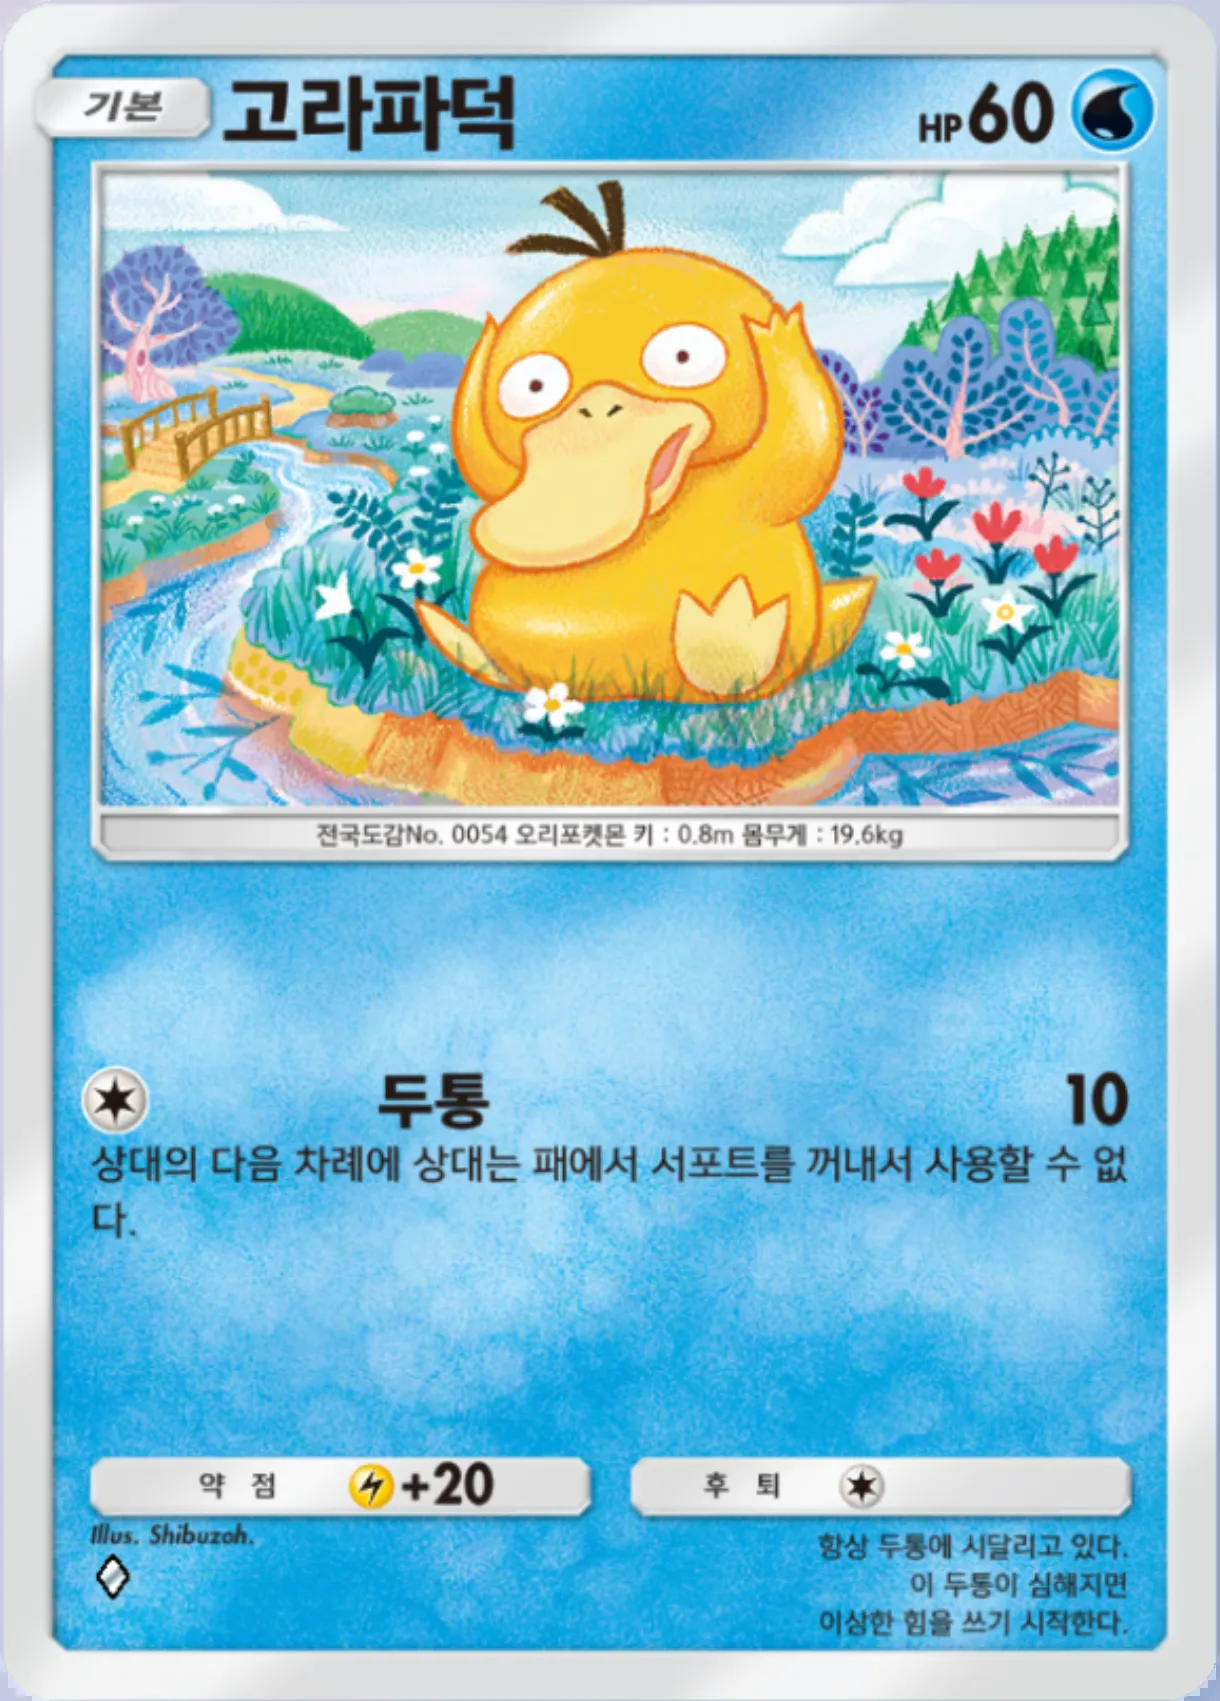 기본 고라파덕 HP 60
전국도감No. 0054 오리포켓몬 키 : 0.8m 몸무게 : 19.6kg
두통 10
상대의 다음 차례에 상대는 패에서 서포트를 꺼내서 사용할 수 없
다.
약 점 +20 후 퇴
Illus. Shibuzoh.
항상 두통에 시달리고 있다.
이 두통이 심해지면
이상한 힘을 쓰기 시작한다.